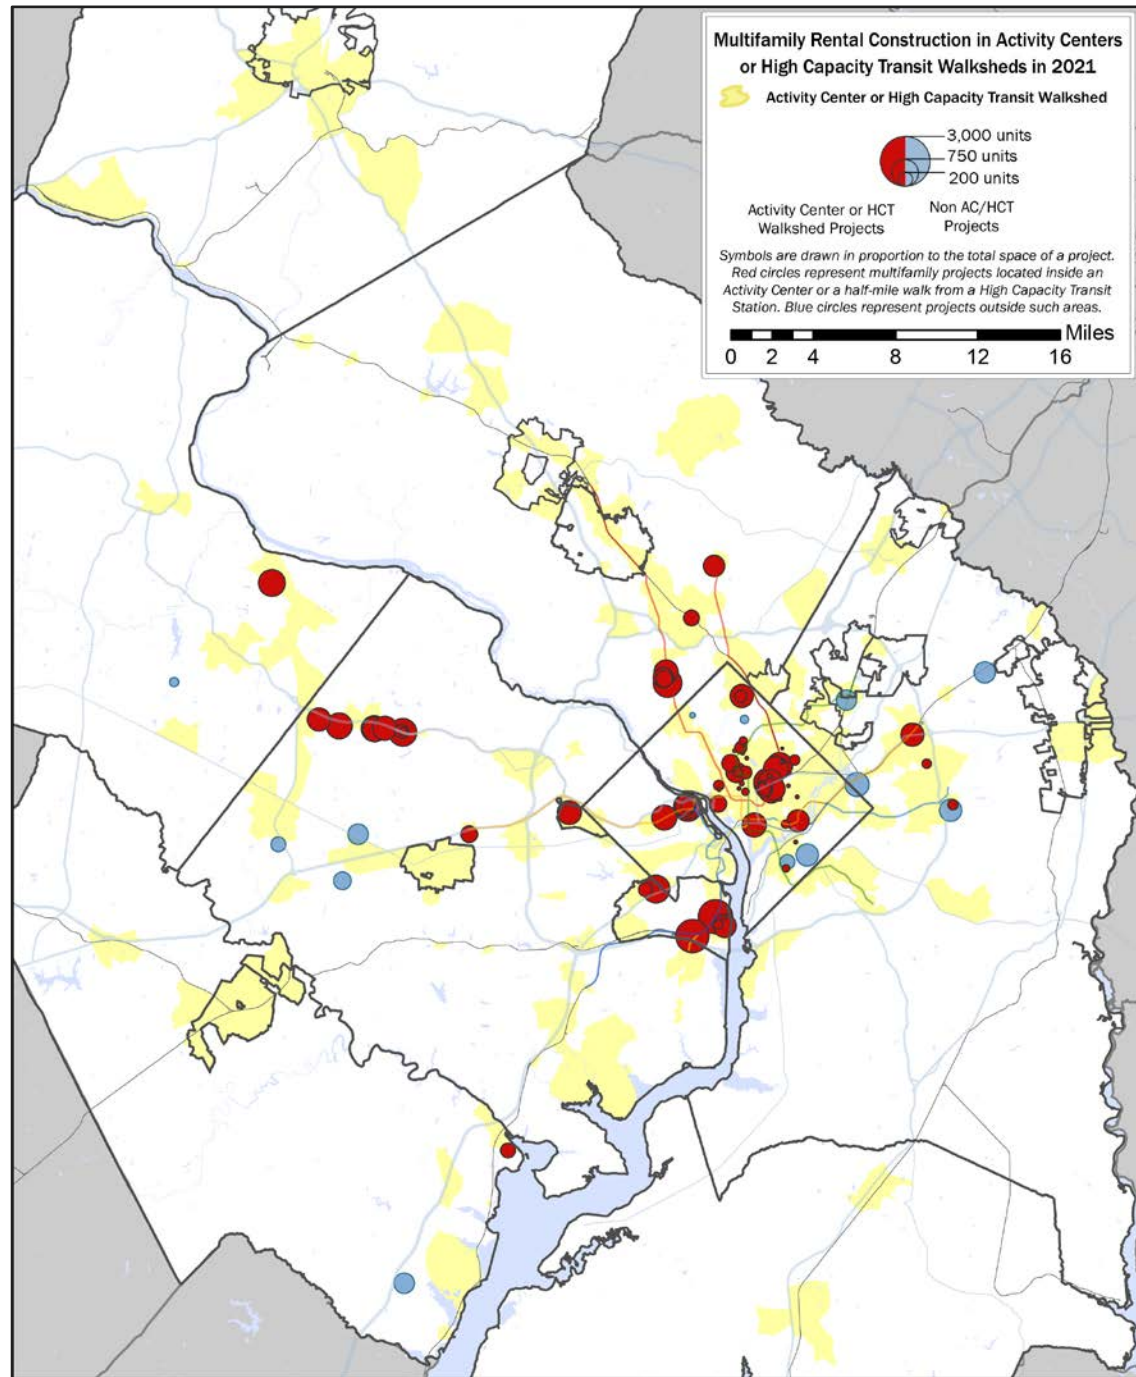 Multifamily Rental Construction in Activity Centers
or High Capacity Transit Walksheds in 2021
Activity Center or High Capacity Transit Walkshed
3,000 units
750 units
200 units
Activity Center or HCT
Walkshed Projects
Non AC/HCT
Projects
Symbols are drawn in proportion to the total space of a project.
Red circles represent multifamily projects located inside an
Activity Center or a half-mile walk from a High Capacity Transit
Station. Blue circles represent projects outside such areas.
Miles
0 2 4 8 12 16